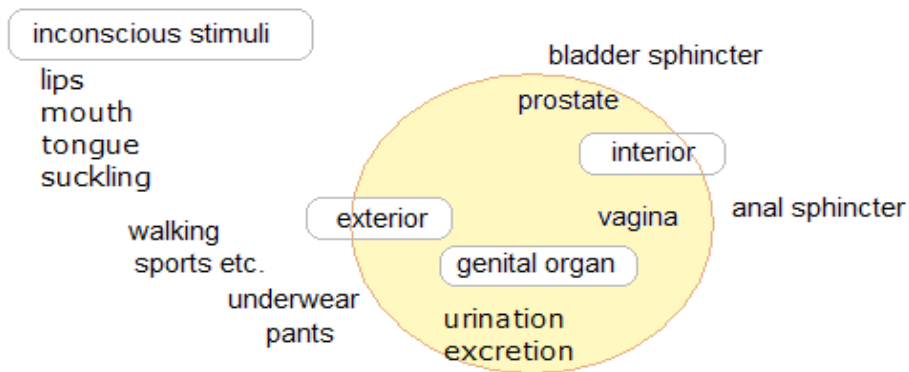 inconscious stimuli
lips
mouth
tongue
suckling
bladder sphincter
prostate
interior
exterior
vagina
anal sphincter
walking
sports etc.
genital organ
underwear
pants
urination
excretion